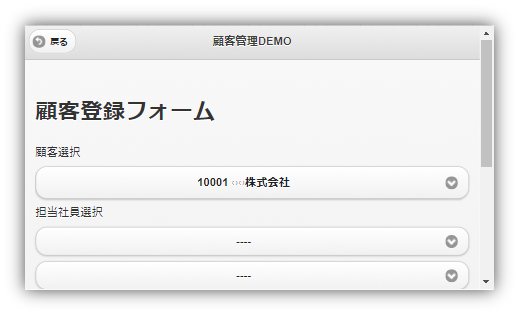 戻る
顧客管理DEMO
顧客登録フォーム
顧客選択
10001 ○○株式会社
担当社員選択
----
----